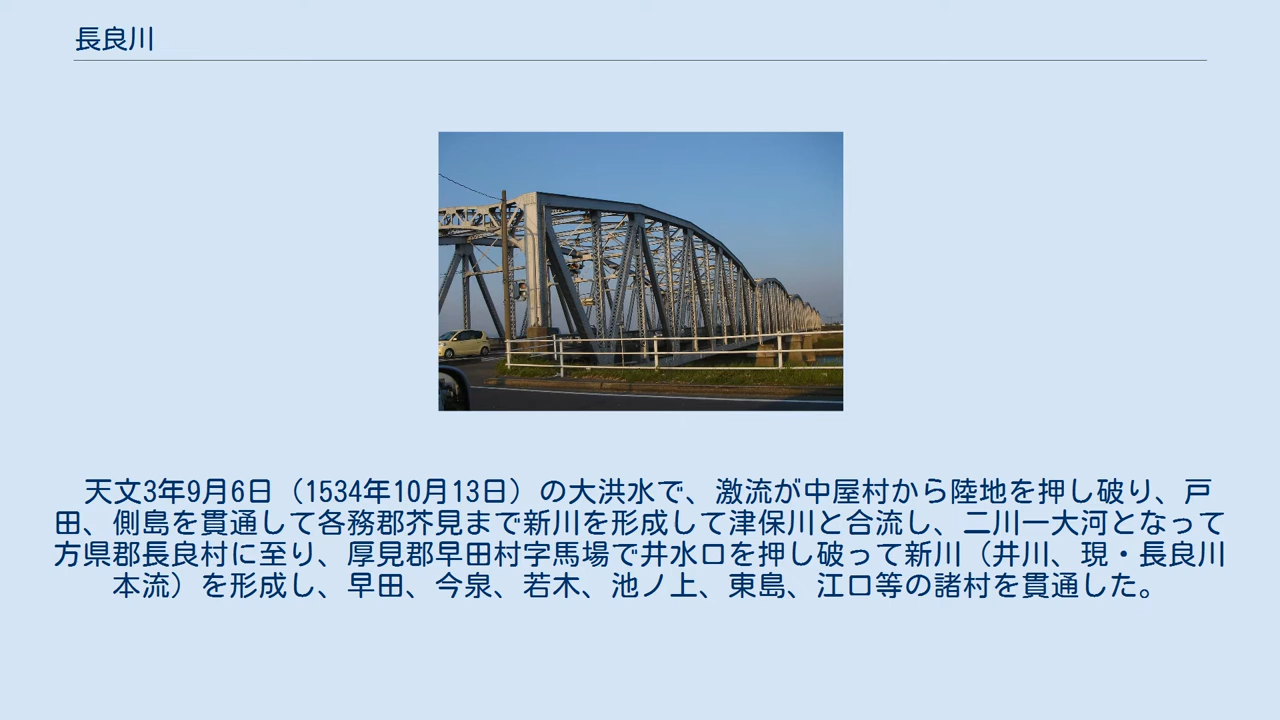 長良川
天文3年9月6日（1534年10月13日）の大洪水で、激流が中屋村から陸地を押し破り、戸
田、側島を貫通して各務郡芥見まで新川を形成して津保川と合流し、二川一大河となって
方県郡長良村に至り、厚見郡早田村字馬場で井水口を押し破って新川（井川、現・長良川
本流）を形成し、早田、今泉、若木、池ノ上、東島、江口等の諸村を貫通した。